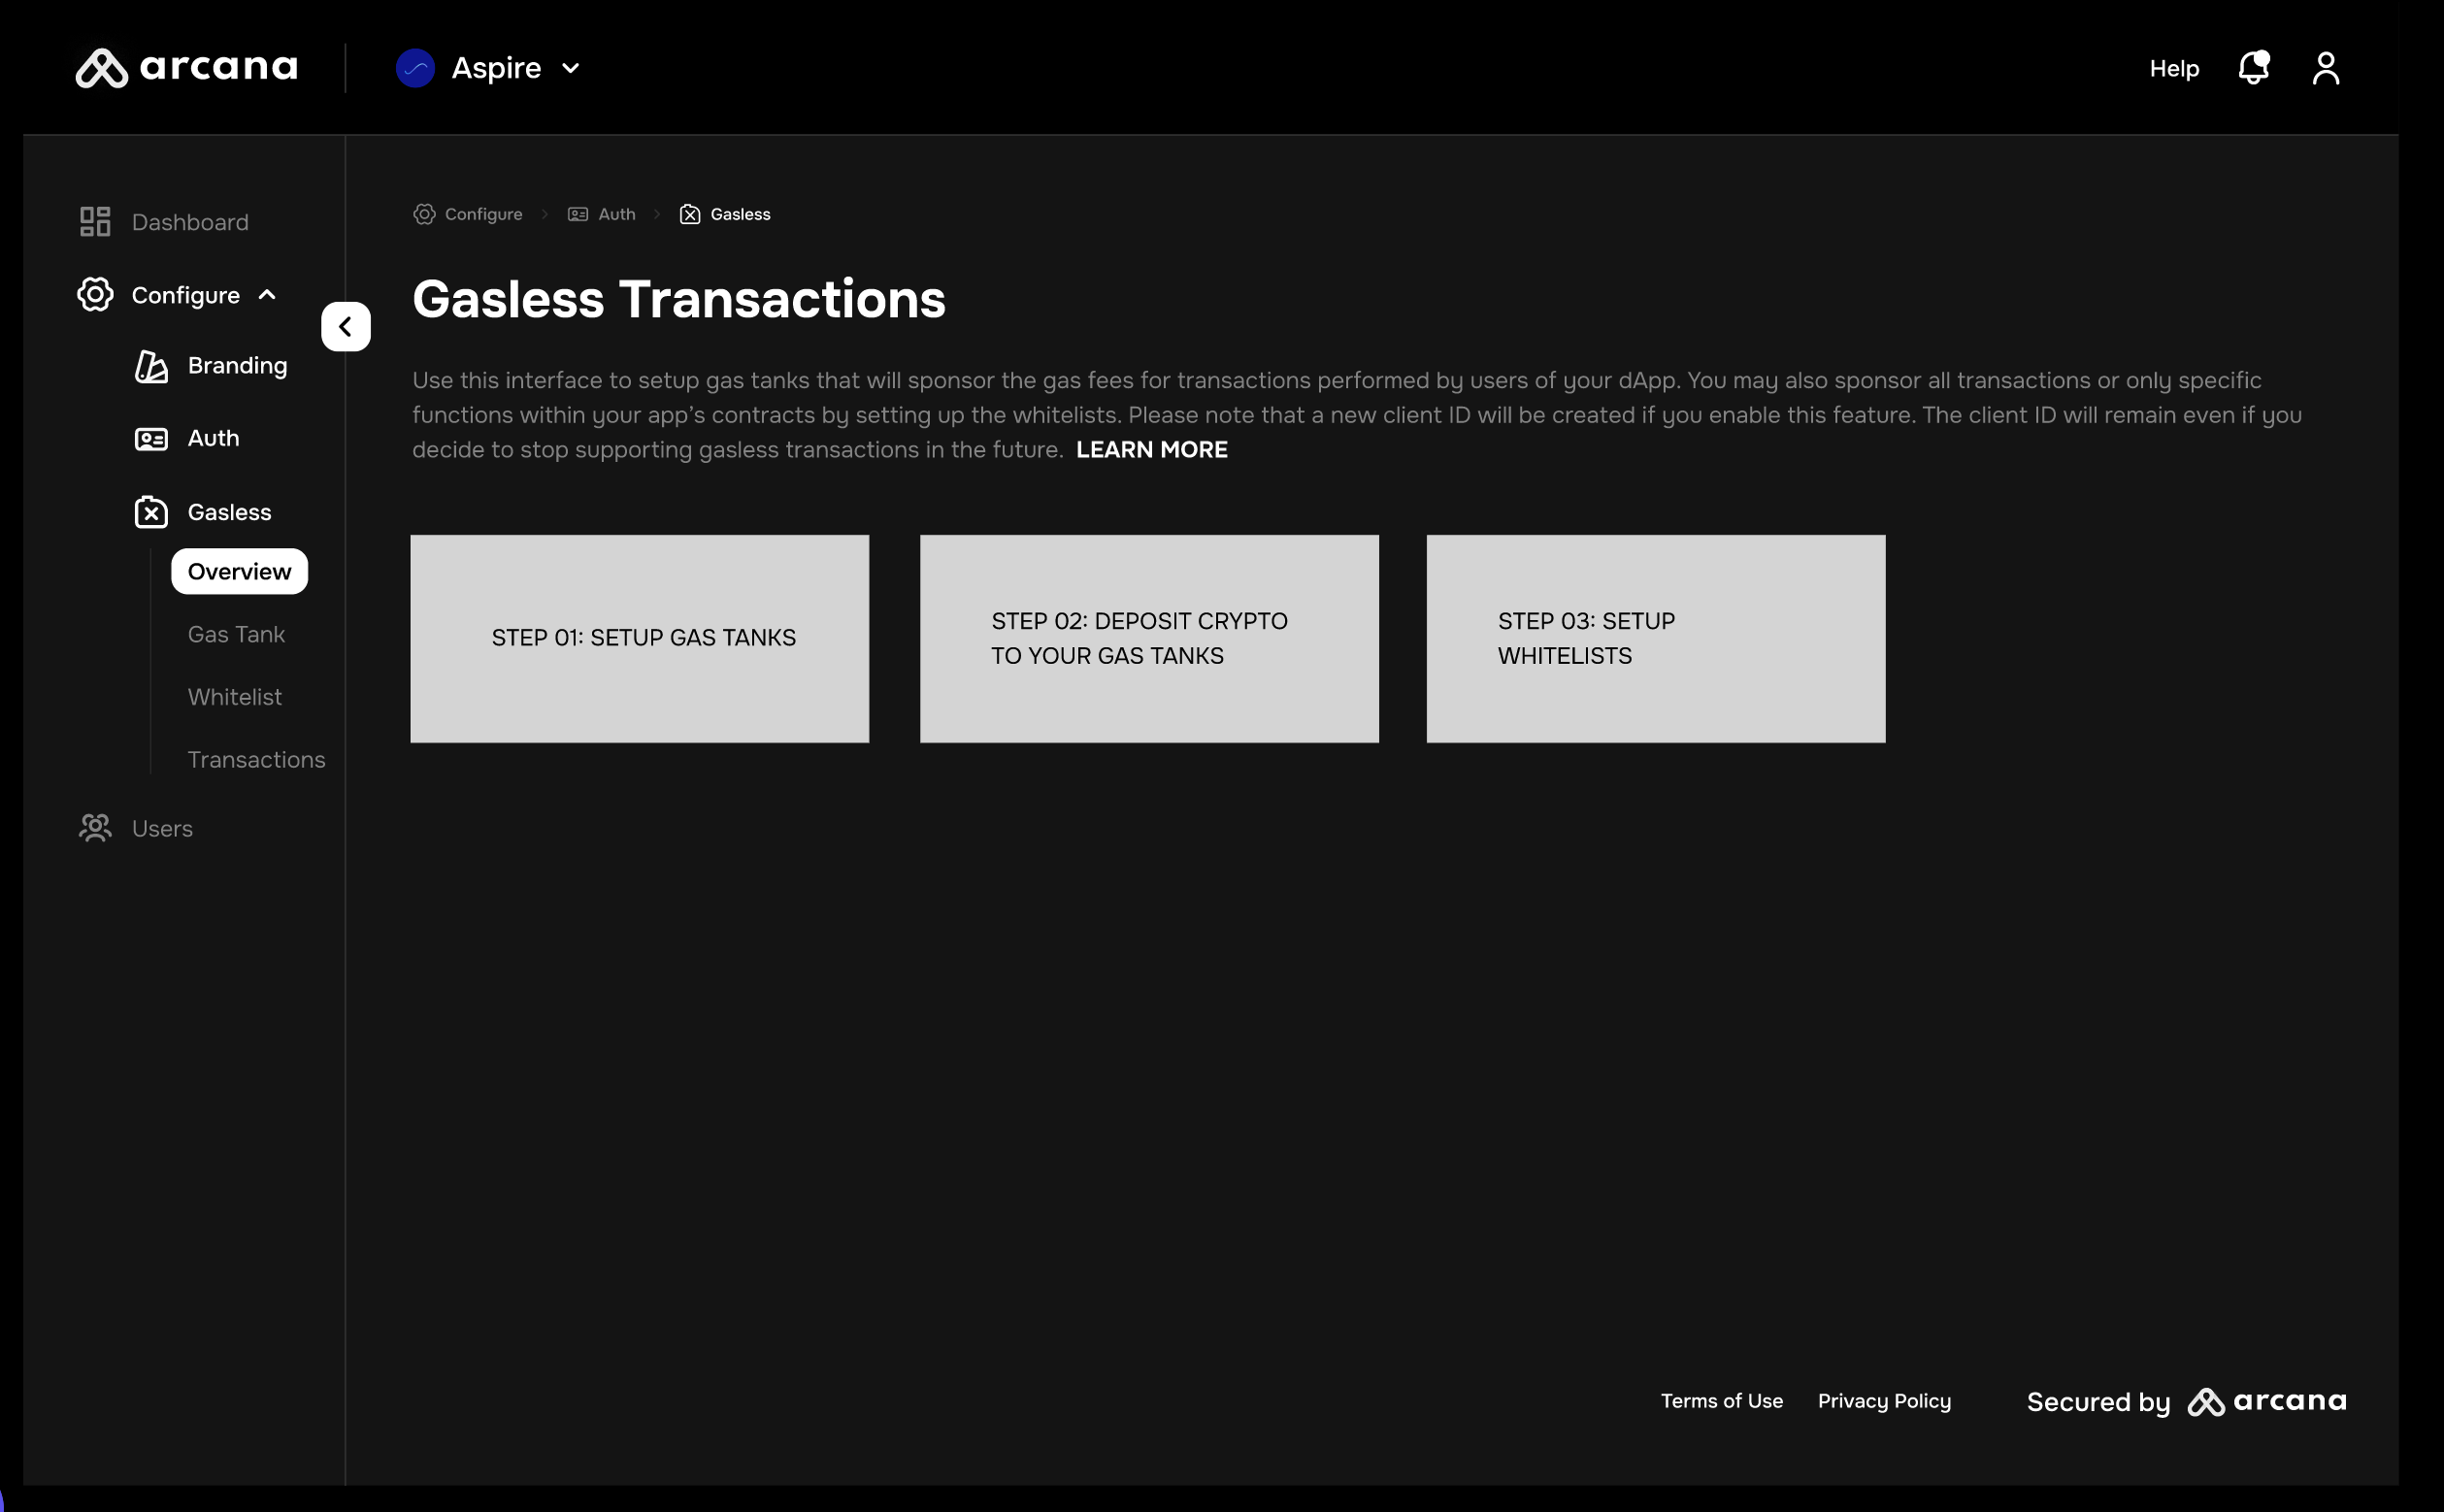 arcana
Aspire
Help
Dashboard
Configure
Branding
Auth
Gasless
Overview
Gas Tank
Whitelist
Transactions
Users
Configure > Auth > Gasless
Gasless Transactions
Use this interface to setup gas tanks that will sponsor the gas fees for transactions performed by users of your dApp. You may also sponsor all transactions or only specific
functions within your app’s contracts by setting up the whitelists. Please note that a new client ID will be created if you enable this feature. The client ID will remain even if you
decide to stop supporting gasless transactions in the future. LEARN MORE
STEP 01: SETUP GAS TANKS
STEP 02: DEPOSIT CRYPTO
TO YOUR GAS TANKS
STEP 03: SETUP
WHITELISTS
Terms of Use
Privacy Policy
Secured by arcana